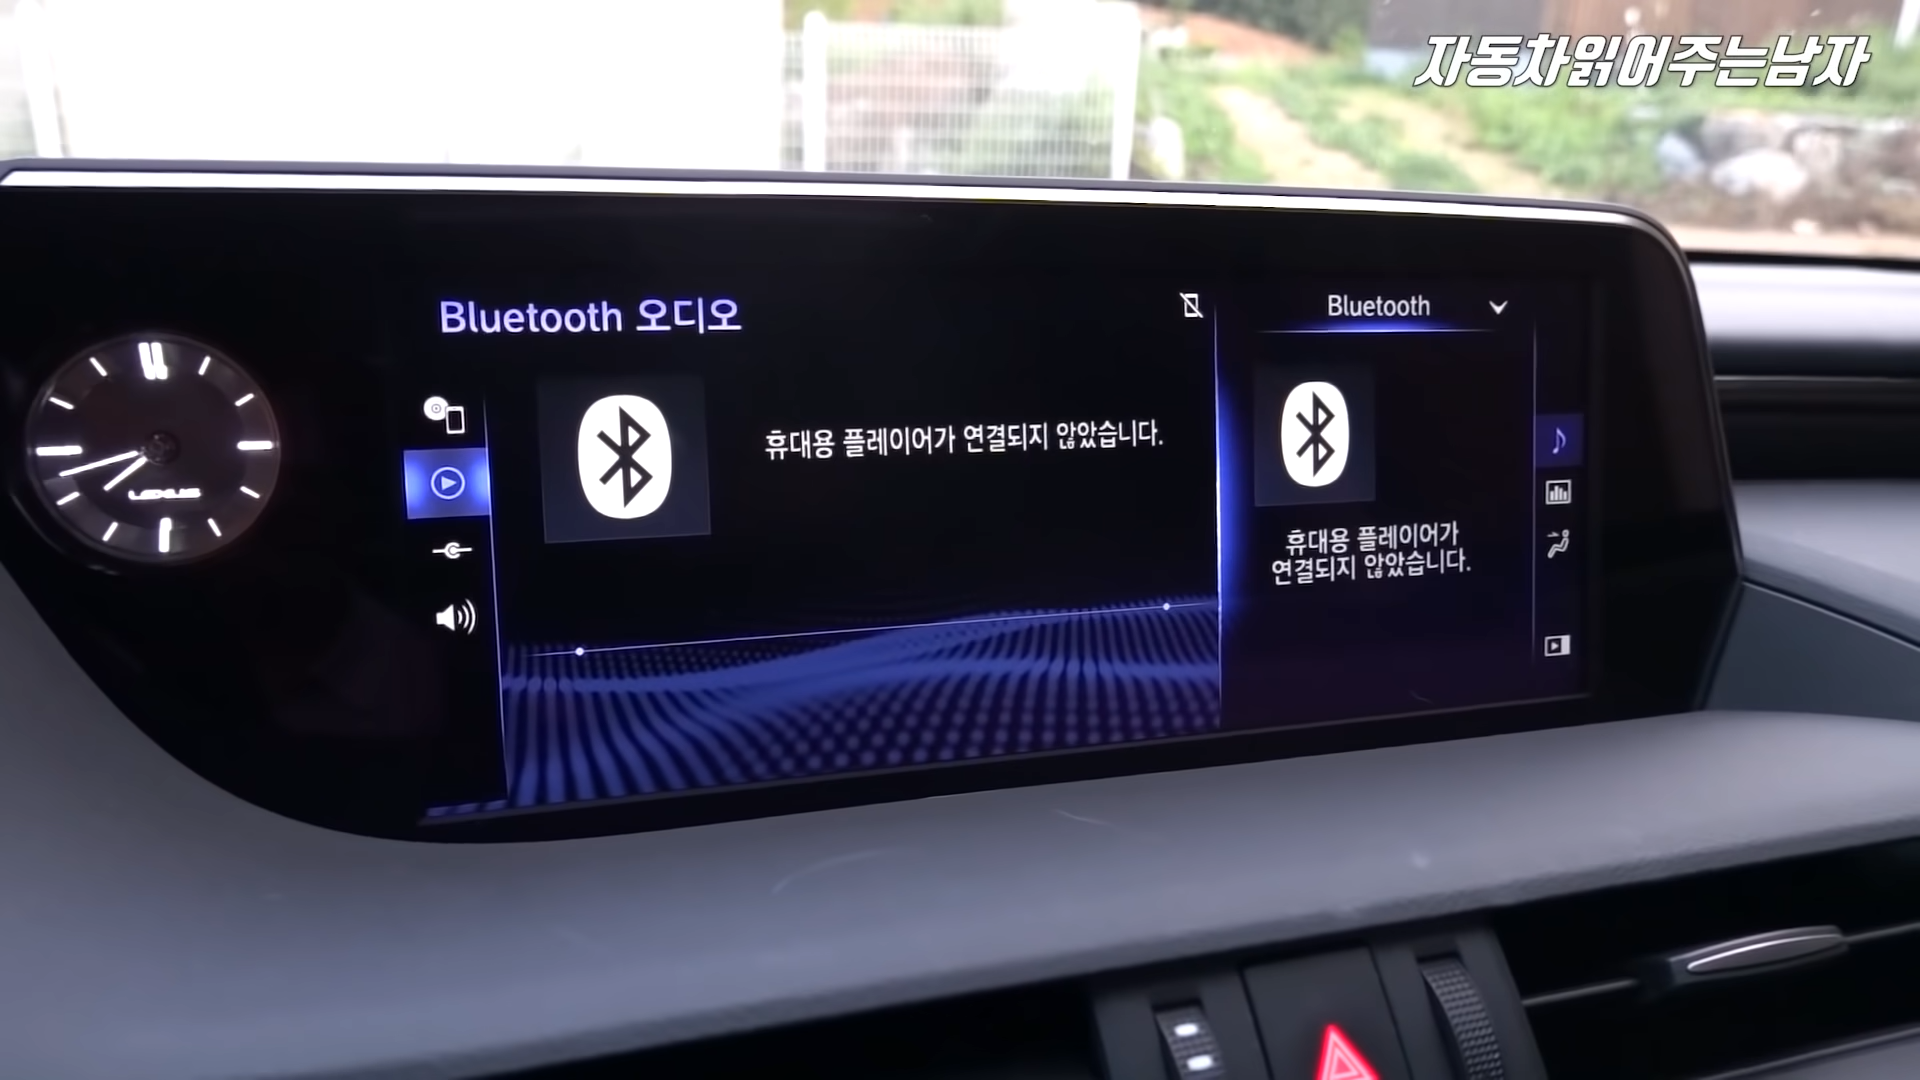 자동차읽어주는남자
Bluetooth 오디오
Bluetooth
휴대용 플레이어가 연결되지 않았습니다.
휴대용 플레이어가
연결되지 않았습니다.
LEXUS